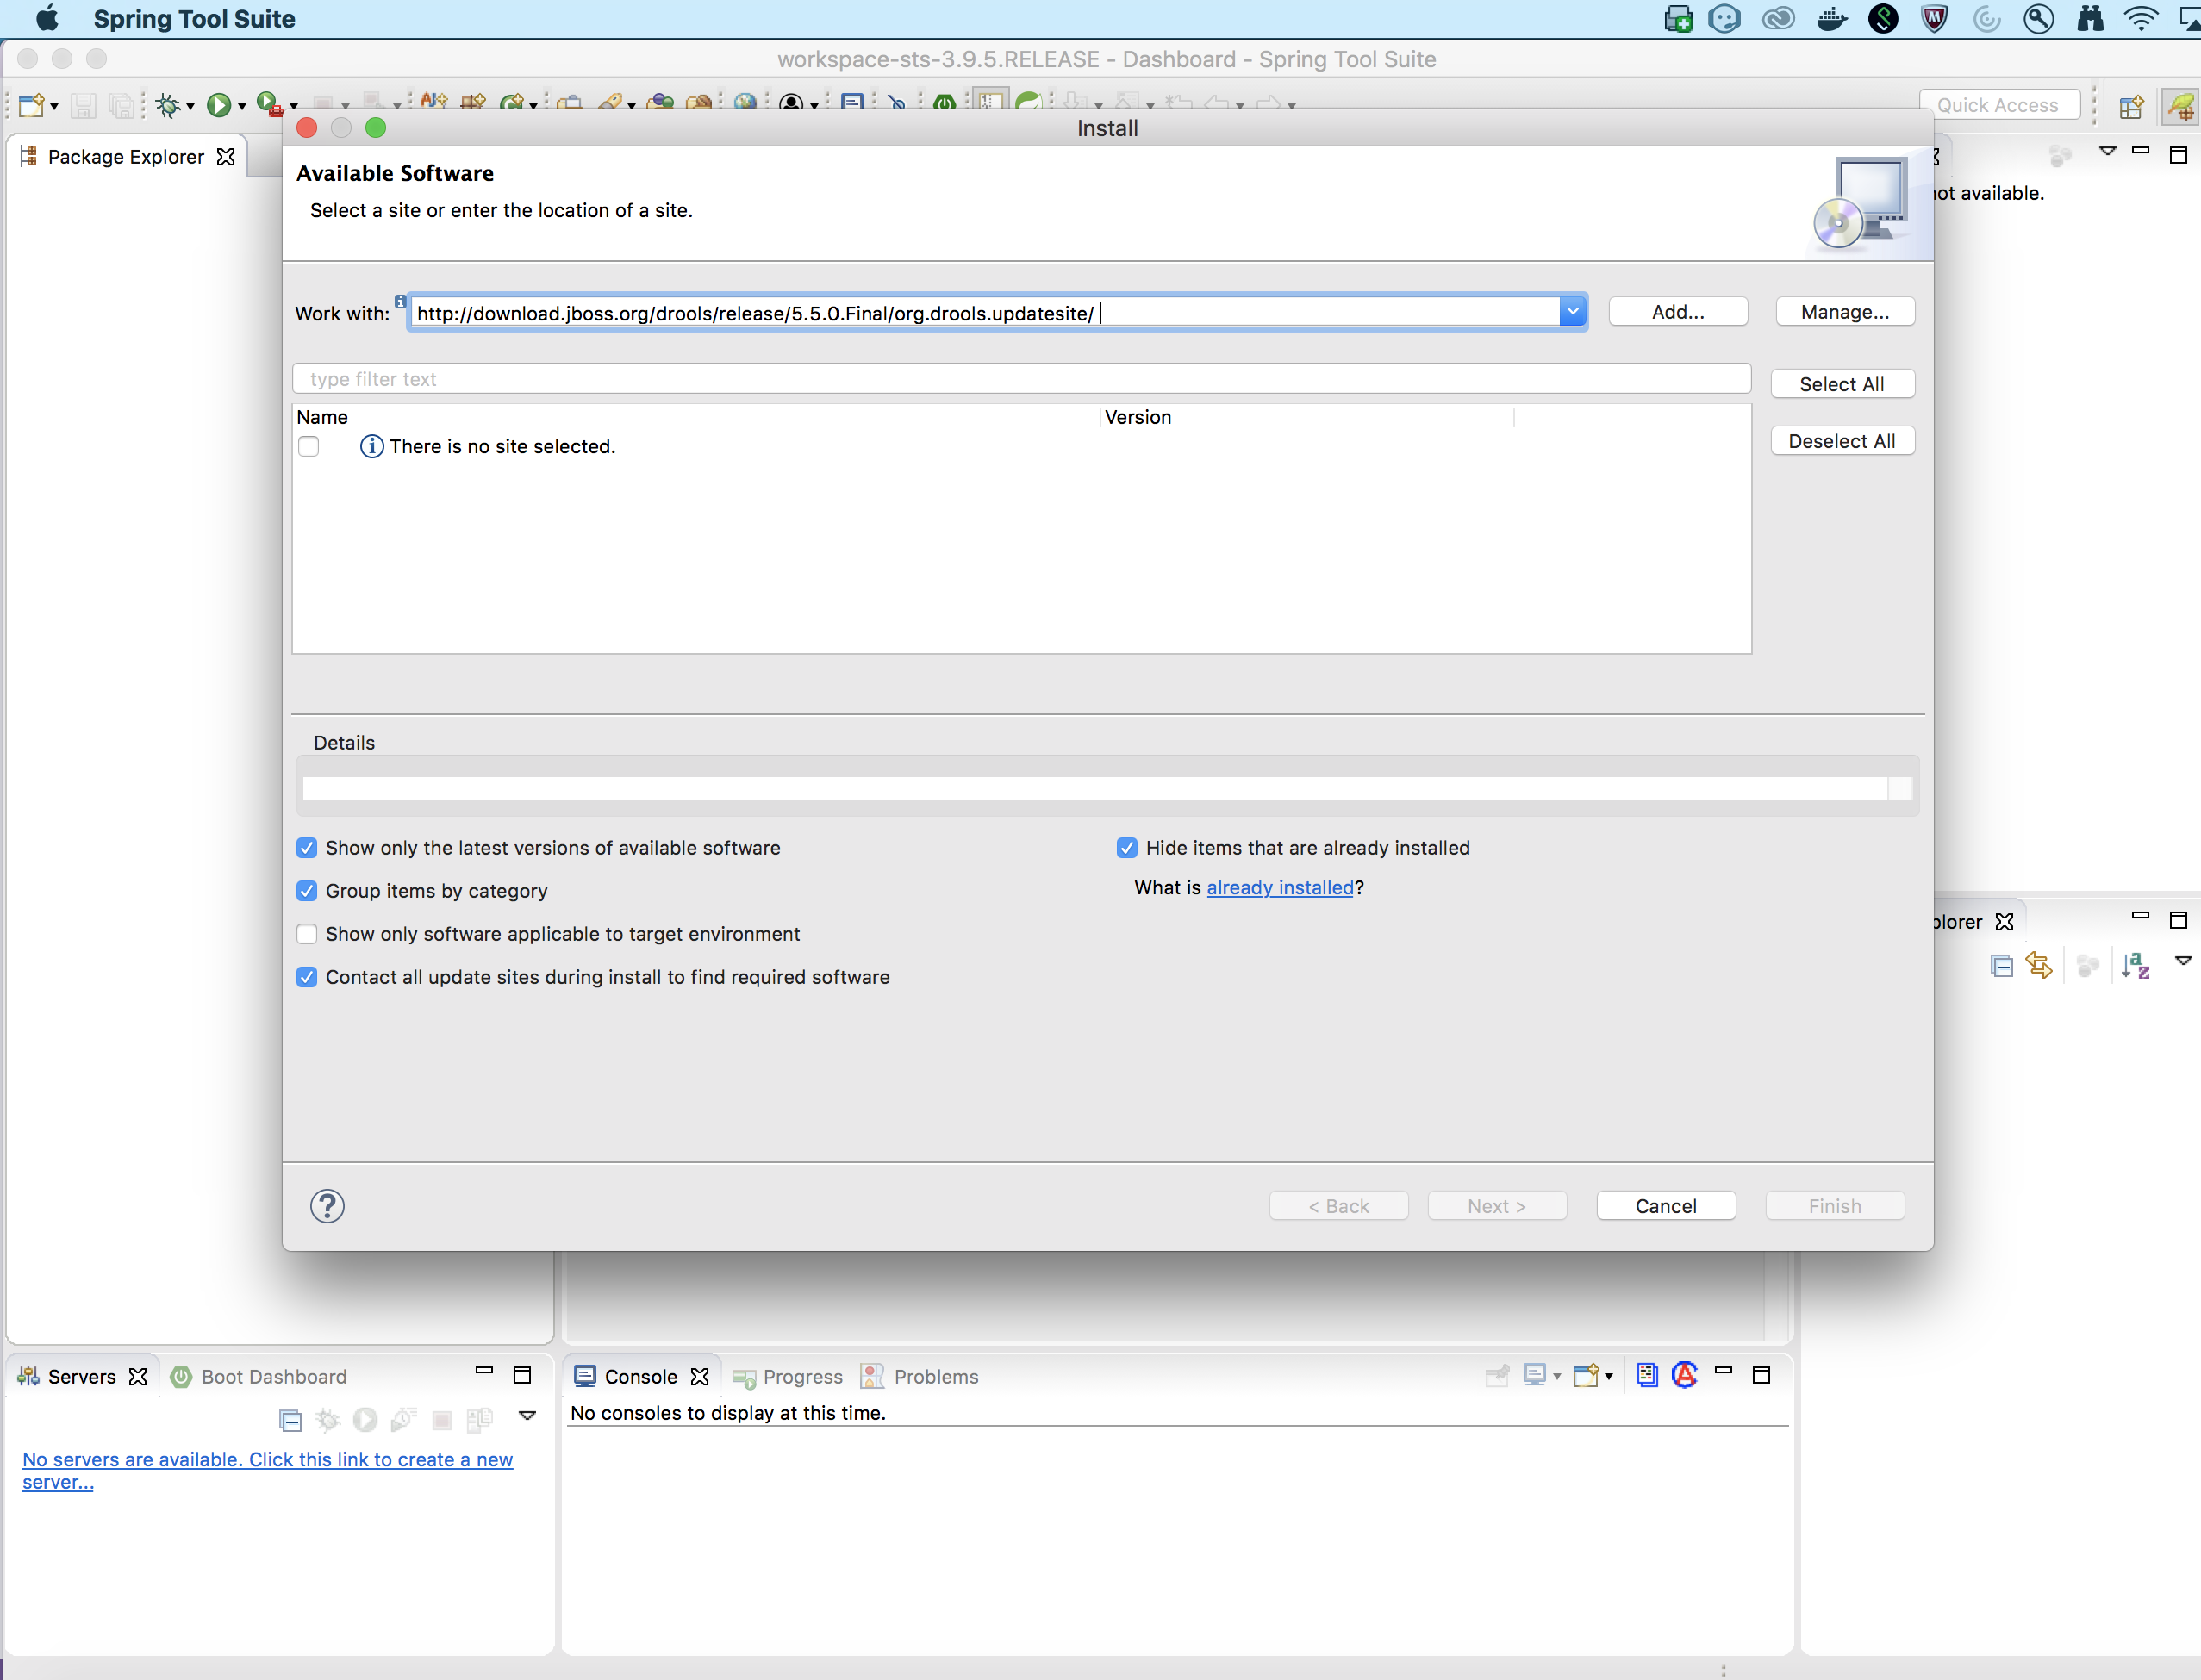 Spring Tool Suite
workspace-sts-3.9.5.RELEASE - Dashboard - Spring Tool Suite
Quick Access
Package Explorer
Install
Available Software
Select a site or enter the location of a site.
not available.
Work with:
http://download.jboss.org/drools/release/5.5.0.Final/org.drools.updatesite/
Add...
Manage...
type filter text
Select All
Name
Version
There is no site selected.
Deselect All
Details
Show only the latest versions of available software
Hide items that are already installed
Group items by category
What is already installed?
plorer
Show only software applicable to target environment
Contact all update sites during install to find required software
?
< Back
Next >
Cancel
Finish
Servers
Boot Dashboard
Console
Progress
Problems
No consoles to display at this time.
No servers are available. Click this link to create a new
server...